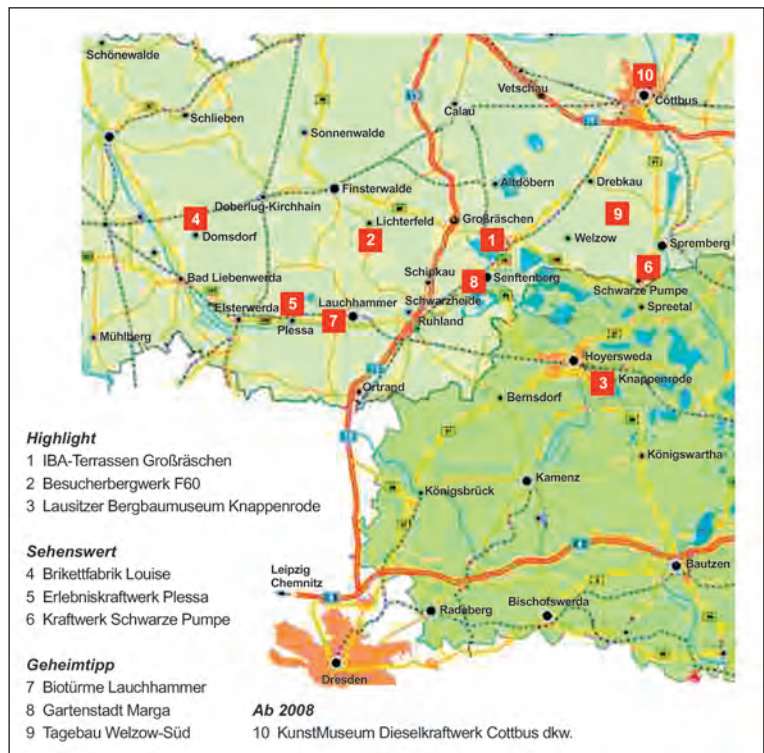 Schönewalde
Schlieben
Sonnenwalde
Vetschau
Calau
10
Cottbus
Finsterwalde
Altdöbern
Drebkau
4
Doberlug-Kirchhain
Domsdorf
Lichterfeld
2
Großräschen
1
9
Welzow
Spremberg
Bad Liebenwerda
Schipkau
8
Senftenberg
6
Schwarze Pumpe
Spreetal
Elsterwerda
5
Plessa
Lauchhammer
7
Schwarzheide
Ruhland
Mühlberg
Hoyersweda
3
Knappenrode
Ortrand
Bernsdorf
Königswartha
Kamenz
Königsbrück
Bautzen
Leipzig
Chemnitz
4
4
Radeberg
Bischofswerda
Dresden
Highlight
1 IBA-Terrassen Großräschen
2 Besucherbergwerk F60
3 Lausitzer Bergbaumuseum Knappenrode
Sehenswert
4 Brikettfabrik Louise
5 Erlebniskraftwerk Plessa
6 Kraftwerk Schwarze Pumpe
Geheimtipp
7 Biotürme Lauchhammer
8 Gartenstadt Marga
9 Tagebau Welzow-Süd
Ab 2008
10 KunstMuseum Dieselkraftwerk Cottbus dkw.